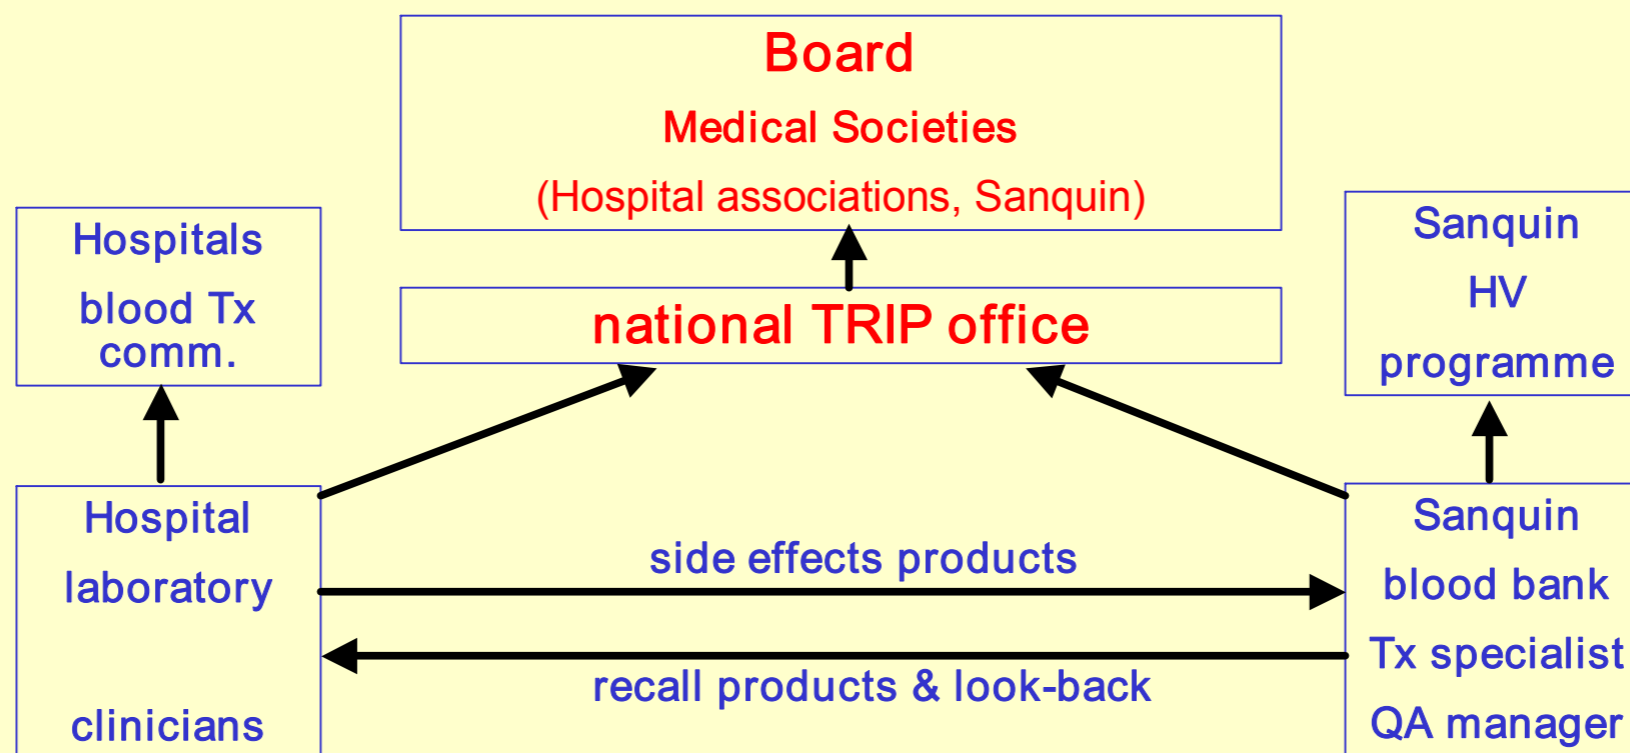 Board
Medical Societies
(Hospital associations, Sanquin)
Hospitals
blood Tx
comm.
national TRIP office
Sanquin
HV
programme
Hospital
laboratory
clinicians
side effects products
recall products & look-back
Sanquin
blood bank
Tx specialist
QA manager